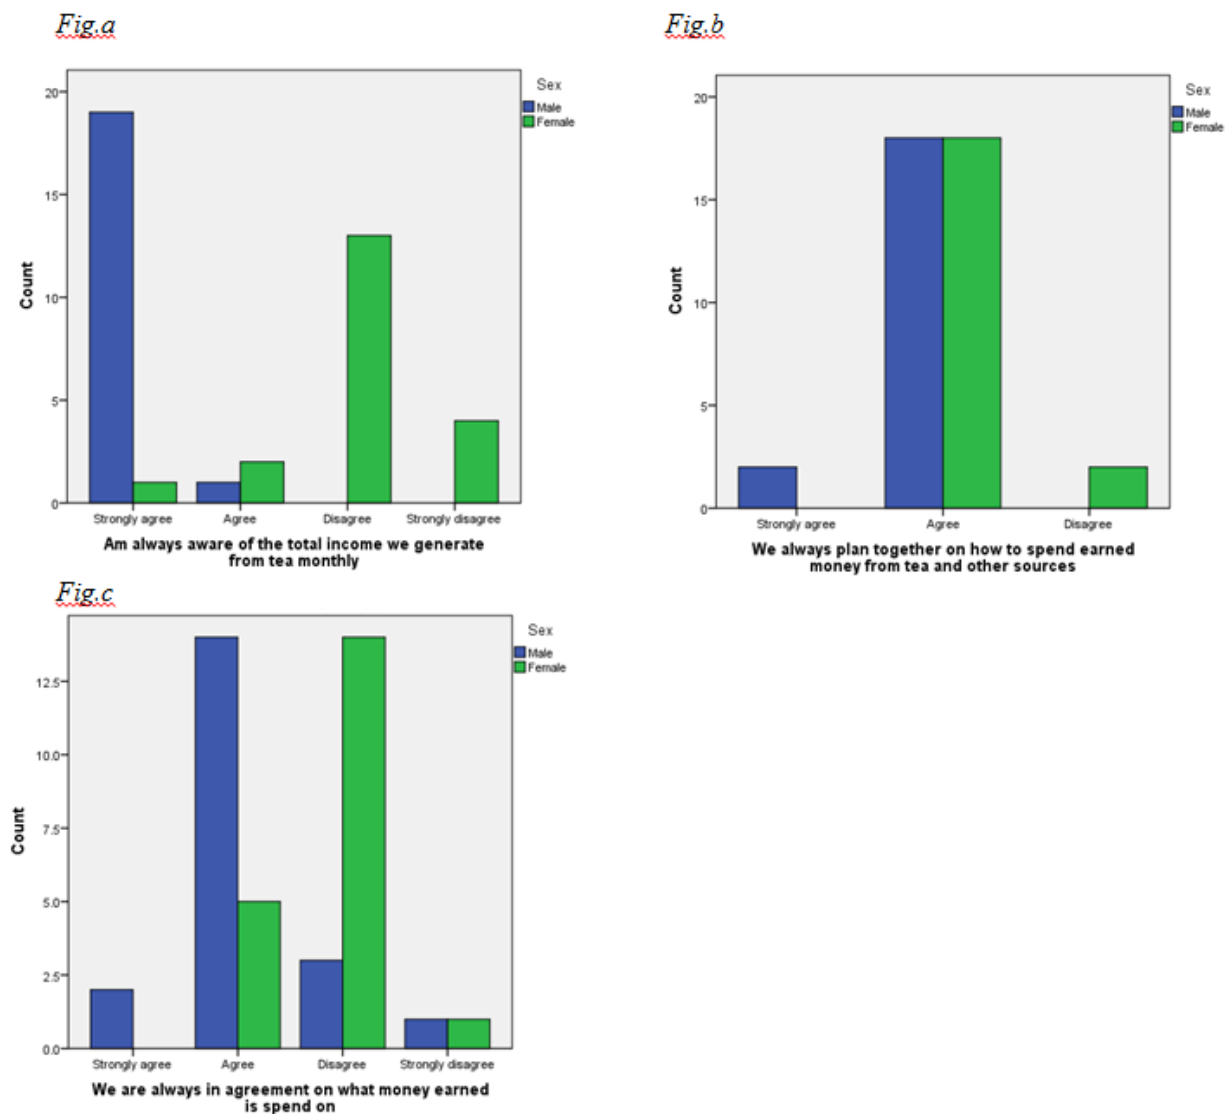 Fig.a
Sex
Male
Female
20
15
10
5
0
Count
Strongly agree
Agree
Disagree
Strongly disagree
Am always aware of the total income we generate
from tea monthly
Fig.b
Sex
Male
Female
20
15
10
5
0
Count
Strongly agree
Agree
Disagree
We always plan together on how to spend earned
money from tea and other sources
Fig.c
Sex
Male
Female
12.5
10.0
7.5
5.0
2.5
0.0
Count
Strongly agree
Agree
Disagree
Strongly disagree
We are always in agreement on what money earned
is spend on